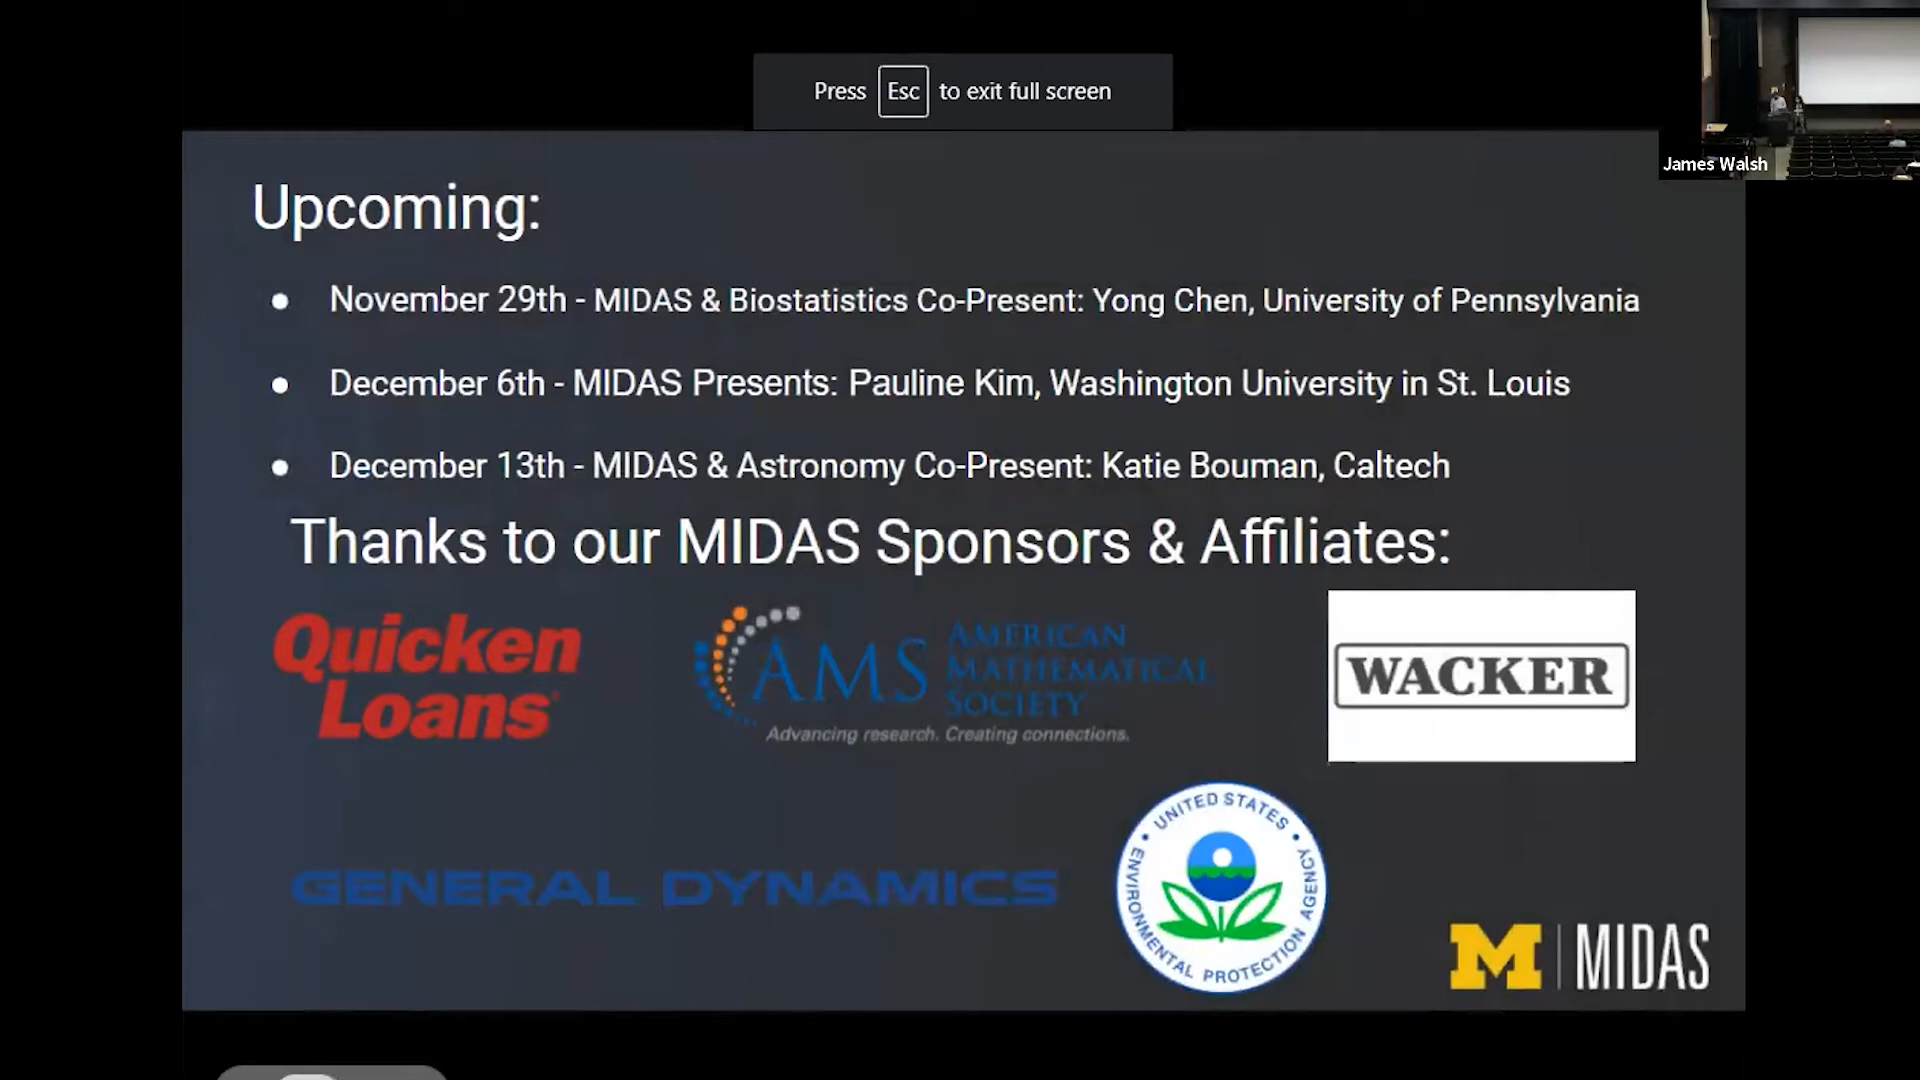 Press Esc to exit full screen
James Walsh
Upcoming:
● November 29th - MIDAS & Biostatistics Co-Present: Yong Chen, University of Pennsylvania
● December 6th - MIDAS Presents: Pauline Kim, Washington University in St. Louis
● December 13th - MIDAS & Astronomy Co-Present: Katie Bouman, Caltech
Thanks to our MIDAS Sponsors & Affiliates:
Quicken
Loans
AMS
AMERICAN
MATHEMATICAL
SOCIETY
Advancing research. Creating connections.
WACKER
GENERAL DYNAMICS
UNITED STATES
ENVIRONMENTAL PROTECTION AGENCY
M | MIDAS